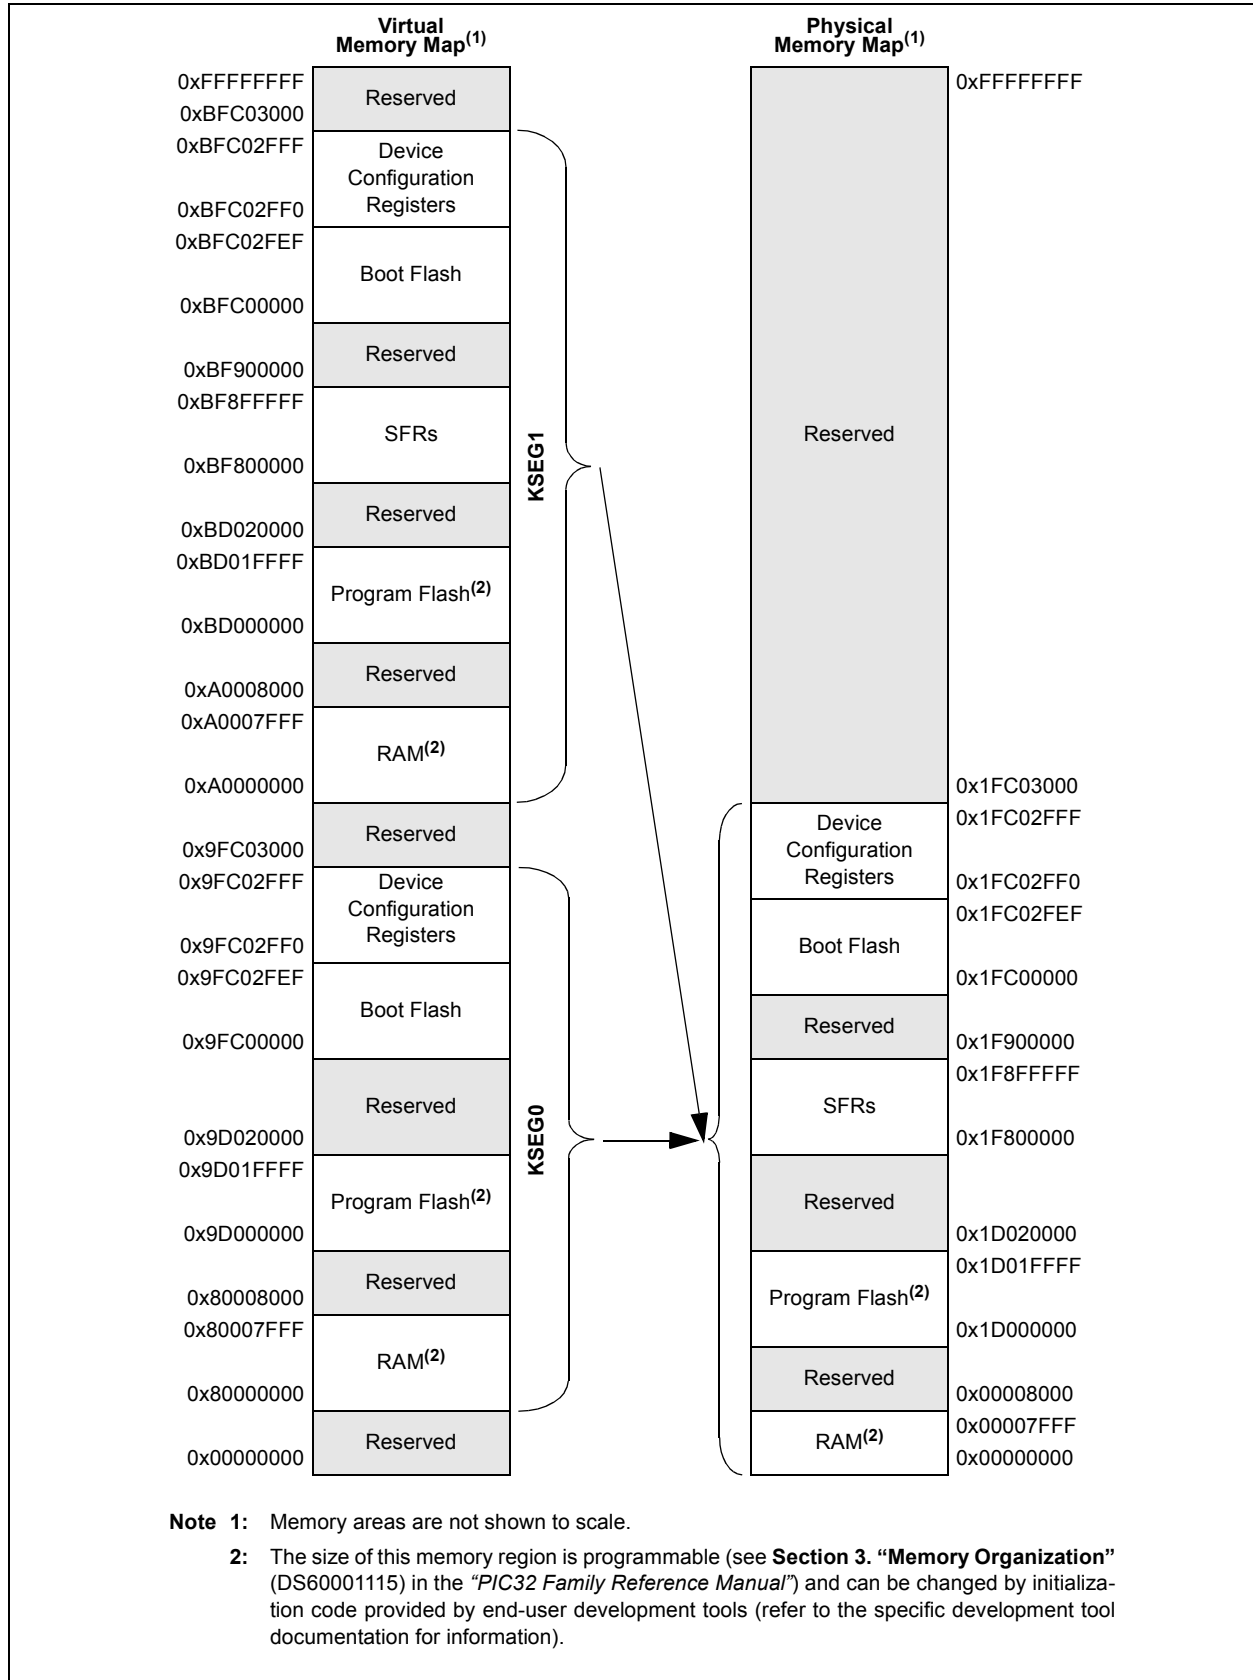 Virtual
Memory Map(1)
Physical
Memory Map(1)
0xFFFFFFFF
Reserved
0xBFC03000
0xBFC02FFF
Device
Configuration
Registers
0xBFC02FF0
0xBFC02FEF
Boot Flash
0xBFC00000
Reserved
0xBF900000
0xBF8FFFFF
SFRs
0xBF800000
Reserved
0xBD020000
0xBD01FFFF
Program Flash(2)
0xBD000000
Reserved
0xA0008000
0xA0007FFF
RAM(2)
0xA0000000
Reserved
0x9FC03000
0x9FC02FFF
Device
Configuration
Registers
0x9FC02FF0
0x9FC02FEF
Boot Flash
0x9FC00000
Reserved
0x9D020000
0x9D01FFFF
Program Flash(2)
0x9D000000
Reserved
0x80008000
0x80007FFF
RAM(2)
0x80000000
Reserved
0x00000000
KSEG1
KSEG0
0xFFFFFFFF
Reserved
0x1FC03000
0x1FC02FFF
Device
Configuration
Registers
0x1FC02FF0
0x1FC02FEF
Boot Flash
0x1FC00000
Reserved
0x1F900000
0x1F8FFFFF
SFRs
0x1F800000
Reserved
0x1D020000
0x1D01FFFF
Program Flash(2)
0x1D000000
Reserved
0x00008000
0x00007FFF
RAM(2)
0x00000000
Note 1: Memory areas are not shown to scale.
2: The size of this memory region is programmable (see Section 3. “Memory Organization”
(DS60001115) in the “PIC32 Family Reference Manual”) and can be changed by initializa-
tion code provided by end-user development tools (refer to the specific development tool
documentation for information).